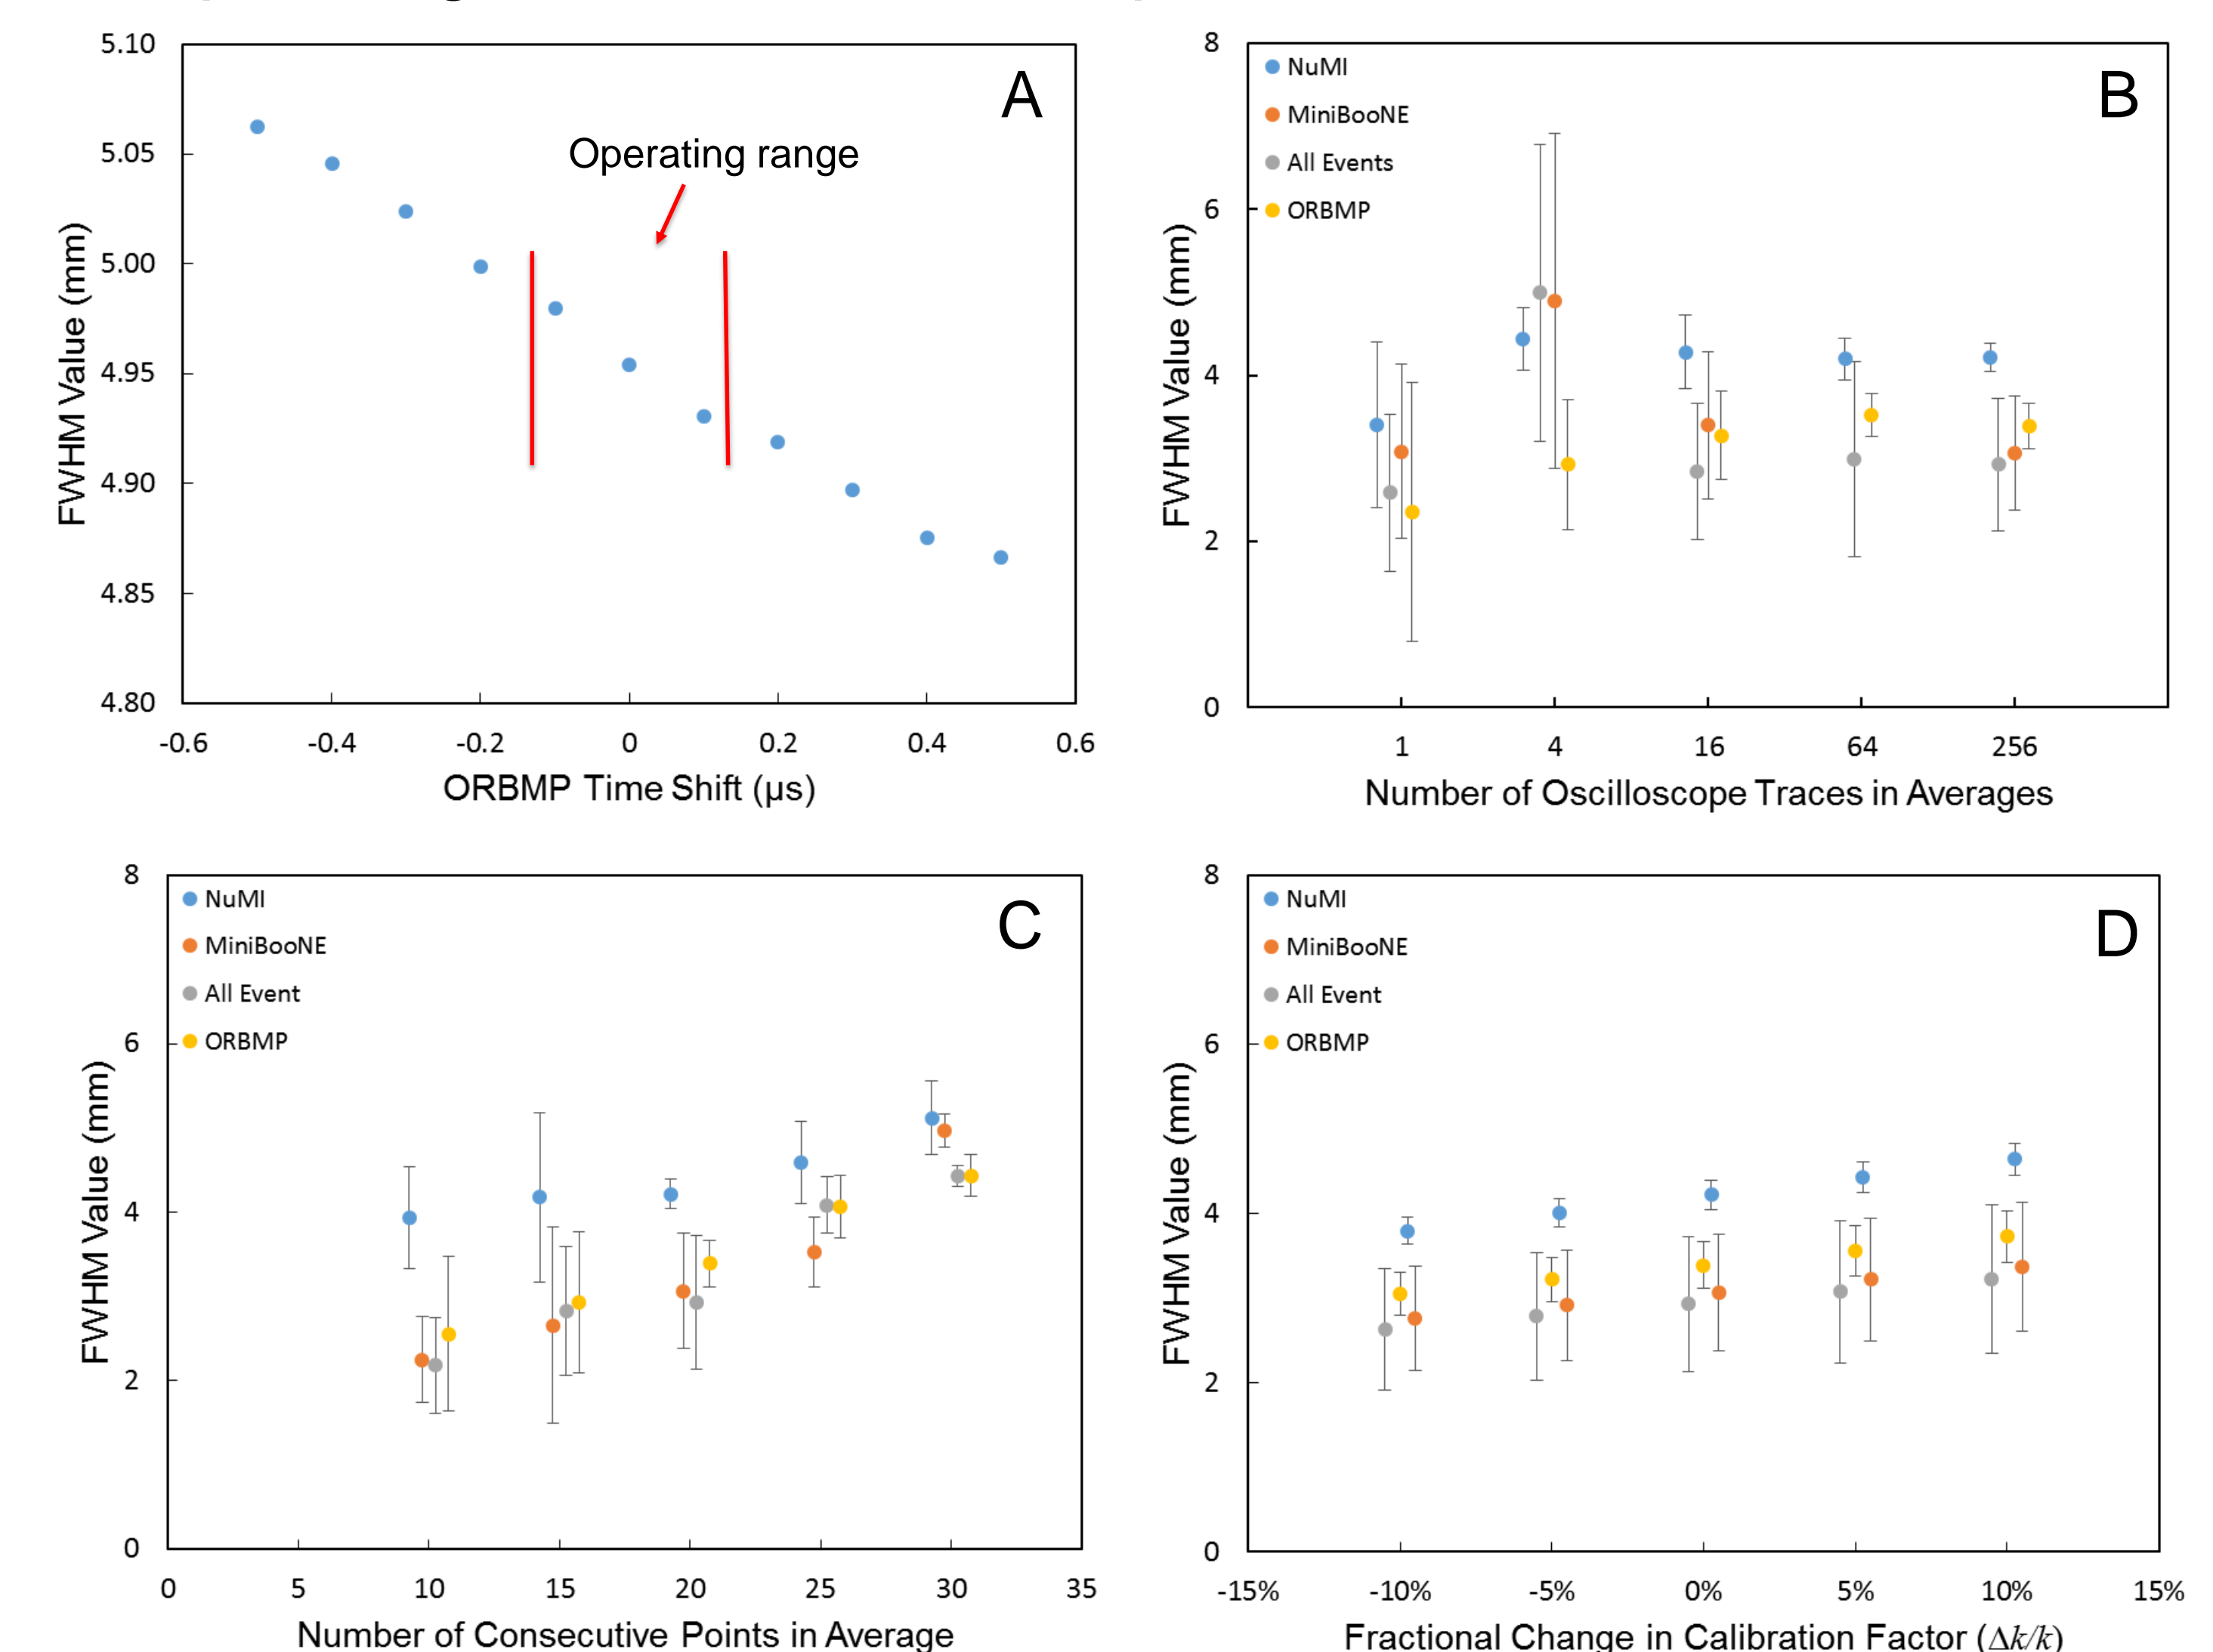 A
5.10
5.05
5.00
4.95
4.90
4.85
4.80
FWHM Value (mm)
Operating range
-0.6 -0.4 -0.2 0 0.2 0.4 0.6
ORBMP Time Shift (µs)
B
NuMI
MiniBooNE
All Events
ORBMP
8
6
4
2
0
FWHM Value (mm)
1 4 16 64 256
Number of Oscilloscope Traces in Averages
C
NuMI
MiniBooNE
All Event
ORBMP
8
6
4
2
0
FWHM Value (mm)
0 5 10 15 20 25 30 35
Number of Consecutive Points in Average
D
NuMI
MiniBooNE
All Event
ORBMP
8
6
4
2
0
FWHM Value (mm)
-15% -10% -5% 0% 5% 10% 15%
Fractional Change in Calibration Factor (Δk/k)